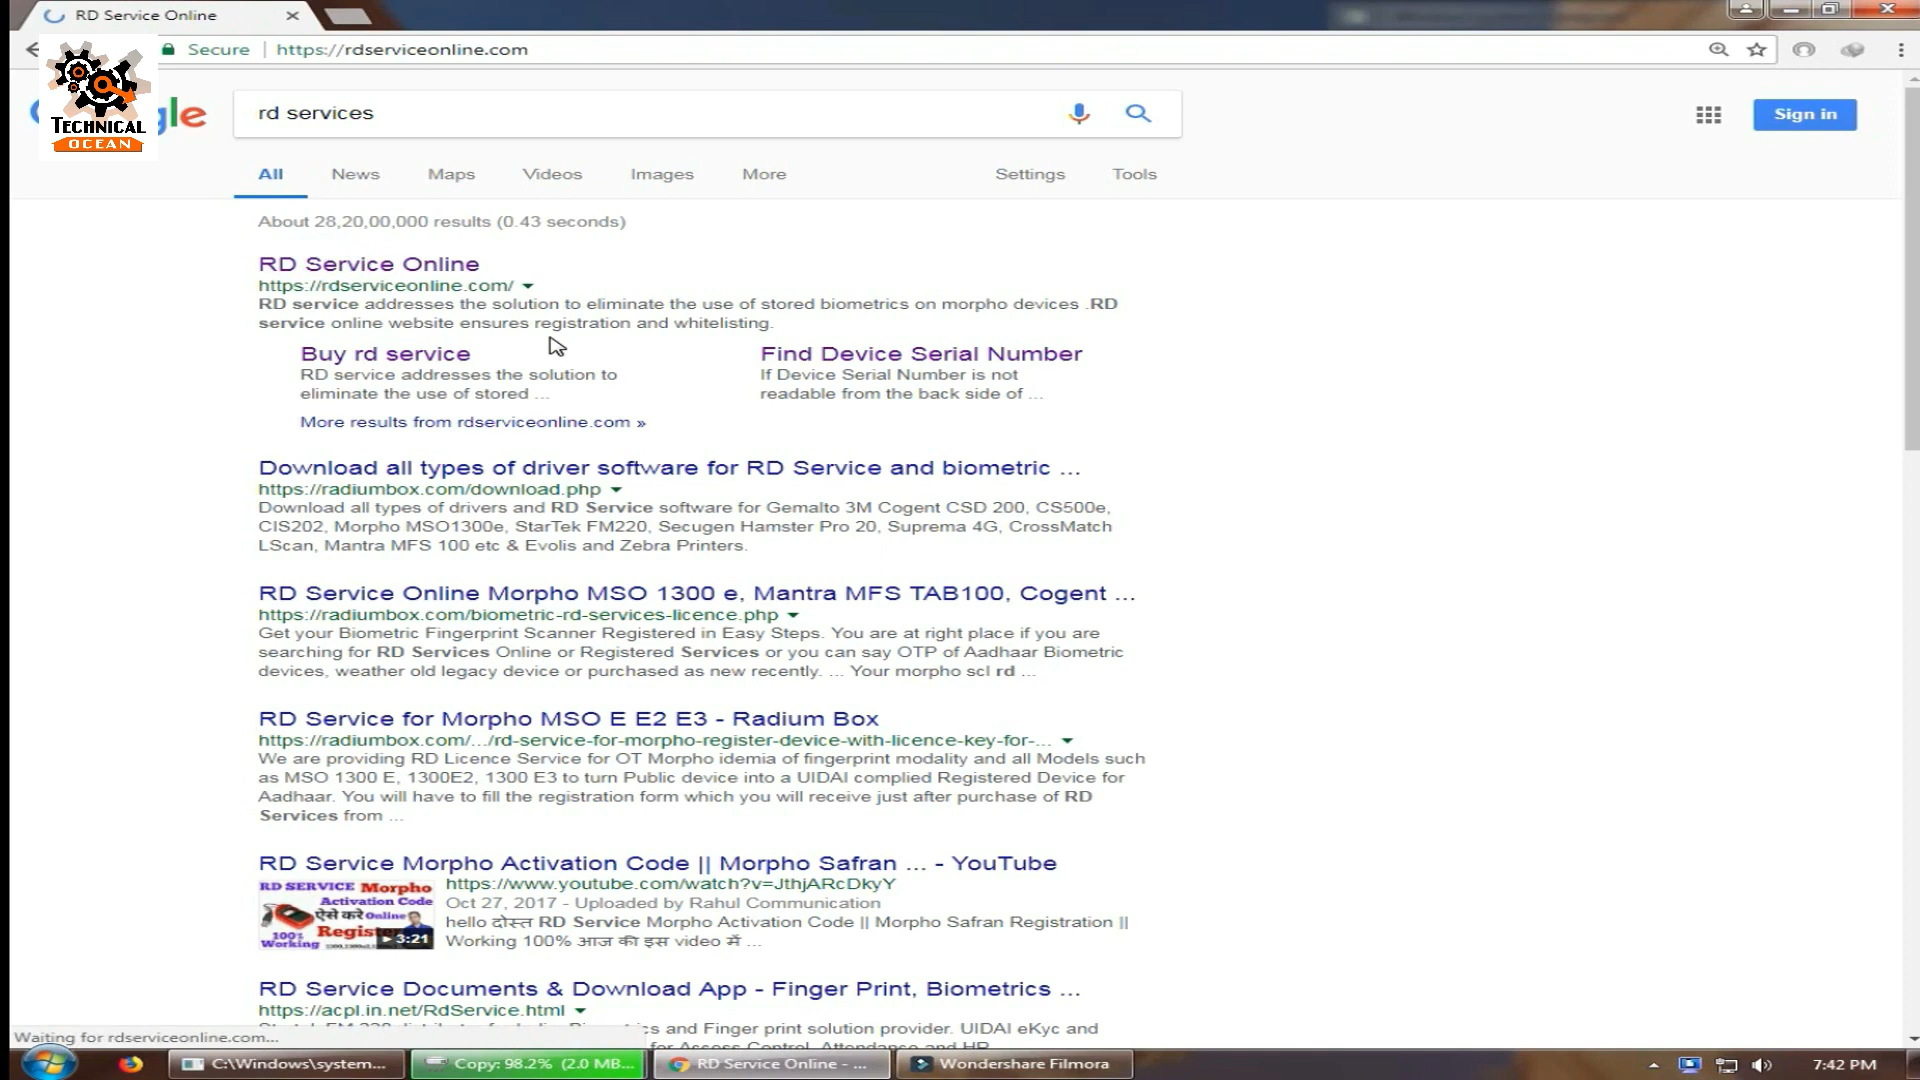 RD Service Online
Secure | https://rdserviceonline.com
TECHNICAL
OCEAN
gle
rd services
Sign in
All News Maps Videos Images More Settings Tools
About 28,20,00,000 results (0.43 seconds)
RD Service Online
https://rdserviceonline.com/
RD service addresses the solution to eliminate the use of stored biometrics on morpho devices .RD
service online website ensures registration and whitelisting.
Buy rd service
RD service addresses the solution to
eliminate the use of stored ...
Find Device Serial Number
If Device Serial Number is not
readable from the back side of ...
More results from rdserviceonline.com »
Download all types of driver software for RD Service and biometric ...
https://radiumbox.com/download.php
Download all types of drivers and RD Service software for Gemalto 3M Cogent CSD 200, CS500e,
CIS202, Morpho MSO1300e, StarTek FM220, Secugen Hamster Pro 20, Suprema 4G, CrossMatch
LScan, Mantra MFS 100 etc & Evolis and Zebra Printers.
RD Service Online Morpho MSO 1300 e, Mantra MFS TAB100, Cogent ...
https://radiumbox.com/biometric-rd-services-licence.php
Get your Biometric Fingerprint Scanner Registered in Easy Steps. You are at right place if you are
searching for RD Services Online or Registered Services or you can say OTP of Aadhaar Biometric
devices, weather old legacy device or purchased as new recently. ... Your morpho scl rd ...
RD Service for Morpho MSO E E2 E3 - Radium Box
https://radiumbox.com/.../rd-service-for-morpho-register-device-with-licence-key-for-...
We are providing RD Licence Service for OT Morpho idemia of fingerprint modality and all Models such
as MSO 1300 E, 1300E2, 1300 E3 to turn Public device into a UIDAI complied Registered Device for
Aadhaar. You will have to fill the registration form which you will receive just after purchase of RD
Services from ...
RD Service Morpho Activation Code || Morpho Safran ... - YouTube
RD SERVICE Morpho
Activation Code
ऐसे करे Online
100% Register
Working
3:21
https://www.youtube.com/watch?v=JthjARcDkyY
Oct 27, 2017 - Uploaded by Rahul Communication
hello दोस्त RD Service Morpho Activation Code || Morpho Safran Registration ||
Working 100% आज की इस video में ...
RD Service Documents & Download App - Finger Print, Biometrics ...
https://acpl.in.net/RdService.html
and Finger print solution provider. UIDAI eKyc and
for Access Control, Attendance and HR
Waiting for rdserviceonline.com...
C:\Windows\system... Copy: 98.2% (2.0 MB... RD Service Online - ... Wondershare Filmora 7:42 PM